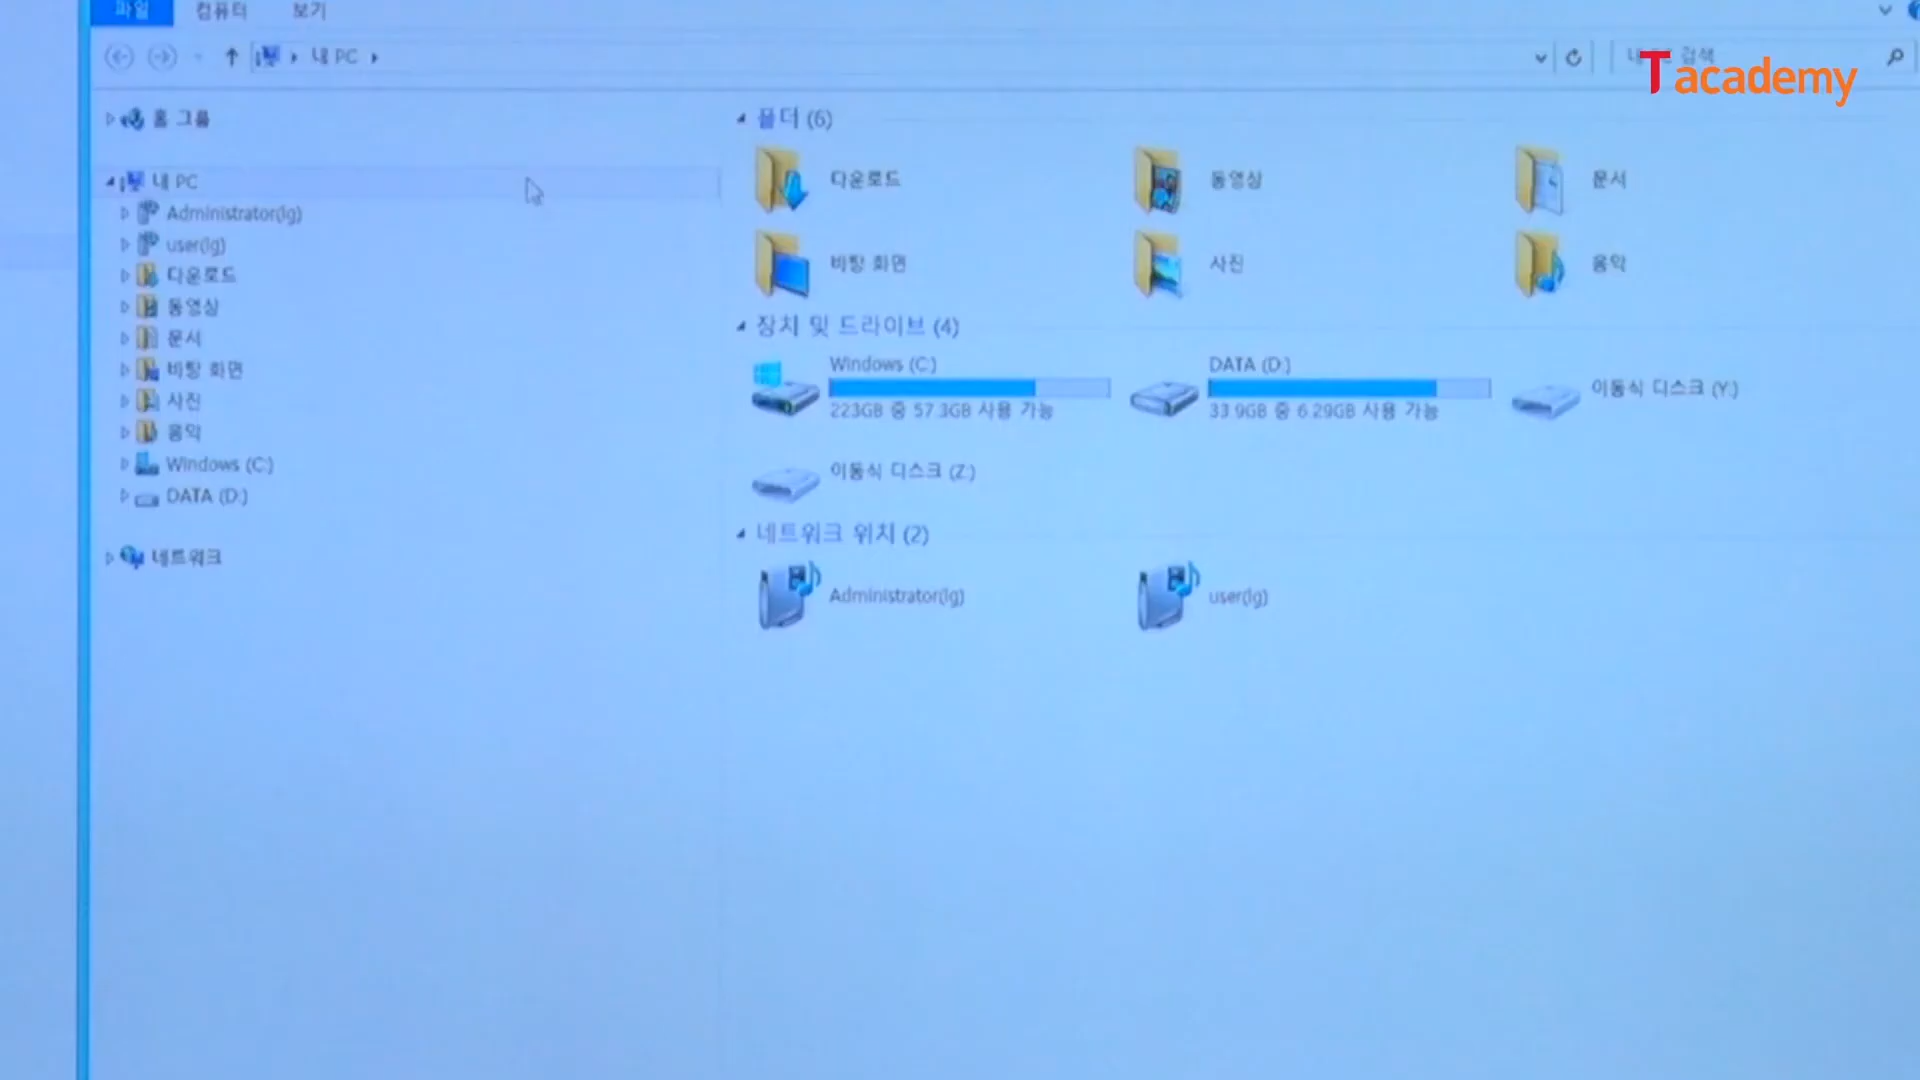 파일 컴퓨터 보기
내 PC
내 PC 검색
T academy
홈 그룹
내 PC
Administrator(lg)
user(lg)
다운로드
동영상
문서
바탕 화면
사진
음악
Windows (C:)
DATA (D:)
네트워크
폴더 (6)
다운로드
동영상
문서
바탕 화면
사진
음악
장치 및 드라이브 (4)
Windows (C:)
223GB 중 57.3GB 사용 가능
DATA (D:)
33.9GB 중 6.29GB 사용 가능
이동식 디스크 (Y:)
이동식 디스크 (Z:)
네트워크 위치 (2)
Administrator(lg)
user(lg)